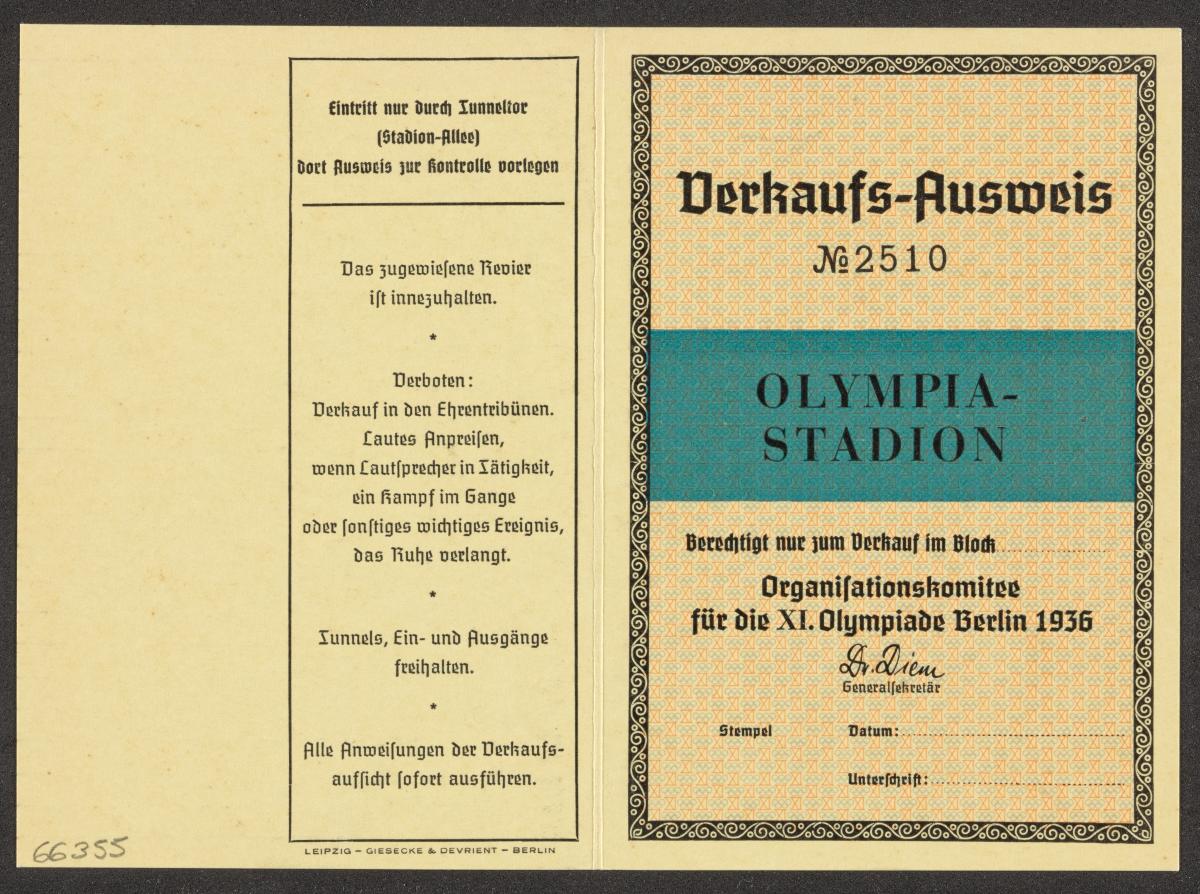 Eintritt nur durch Tunneltor
(Stadion-Allee)
dort Ausweis zur Kontrolle vorlegen
Das zugewieſene Revier
iſt innezuhalten.
*
Verboten:
Verkauf in den Ehrentribünen.
Lautes Anpreiſen,
wenn Lautſprecher in Tätigkeit,
ein Kampf im Gange
oder ſonſtiges wichtiges Ereignis,
das Ruhe verlangt.
*
Tunnels, Ein- und Ausgänge
freihalten.
*
Alle Anweiſungen der Verkaufs-
aufſicht ſofort ausführen.
LEIPZIG – GIESECKE & DEVRIENT – BERLIN
66355
Verkaufs-Ausweis
№ 2510
OLYMPIA-
STADION
Berechtigt nur zum Verkauf im Block
Organiſationskomitee
für die XI. Olympiade Berlin 1936
Dr. Diem
Generalſekretär
Stempel Datum:
Unterſchrift: